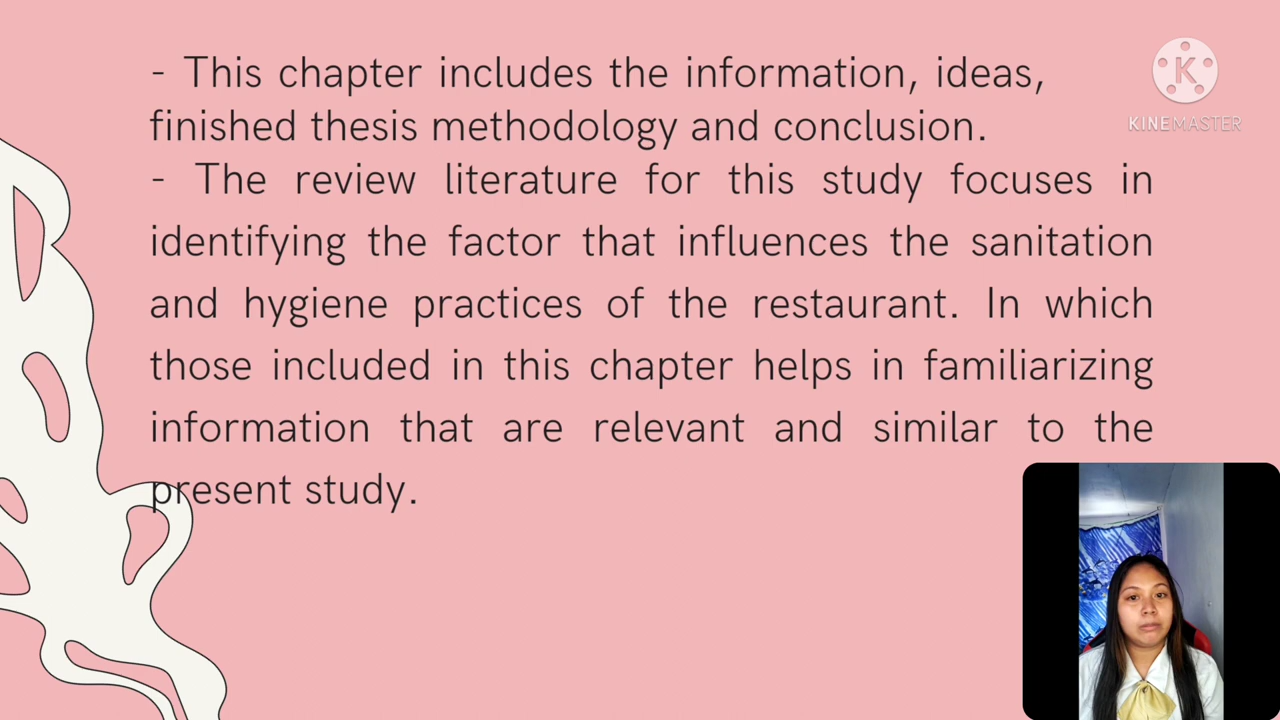 - This chapter includes the information, ideas,
finished thesis methodology and conclusion.
- The review literature for this study focuses in
identifying the factor that influences the sanitation
and hygiene practices of the restaurant. In which
those included in this chapter helps in familiarizing
information that are relevant and similar to the
present study.
K
KINEMASTER